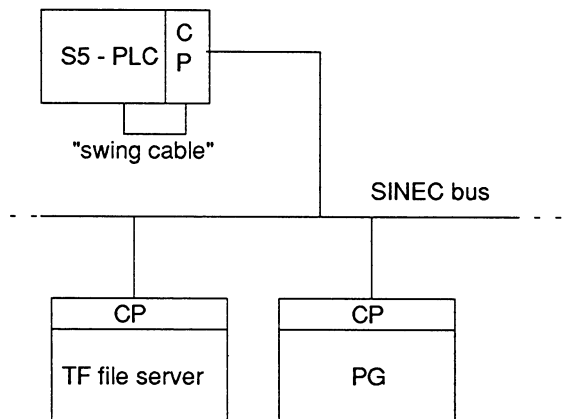 S5 - PLC
C
P
"swing cable"
SINEC bus
CP
CP
TF file server
PG